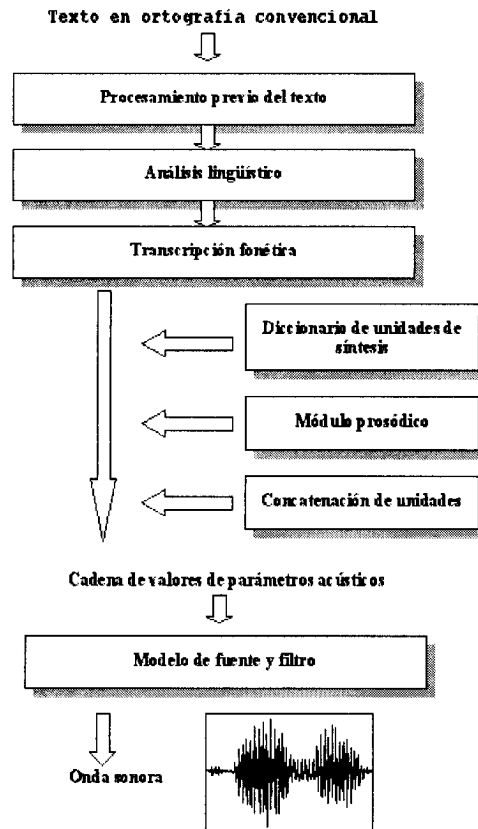 Texto en ortografía convencional
Procesamiento previo del texto
Análisis lingüístico
Transcripción fonética
Diccionario de unidades de
síntesis
Módulo prosódico
Concatenación de unidades
Cadena de valores de parámetros acústicos
Modelo de fuente y filtro
Onda sonora